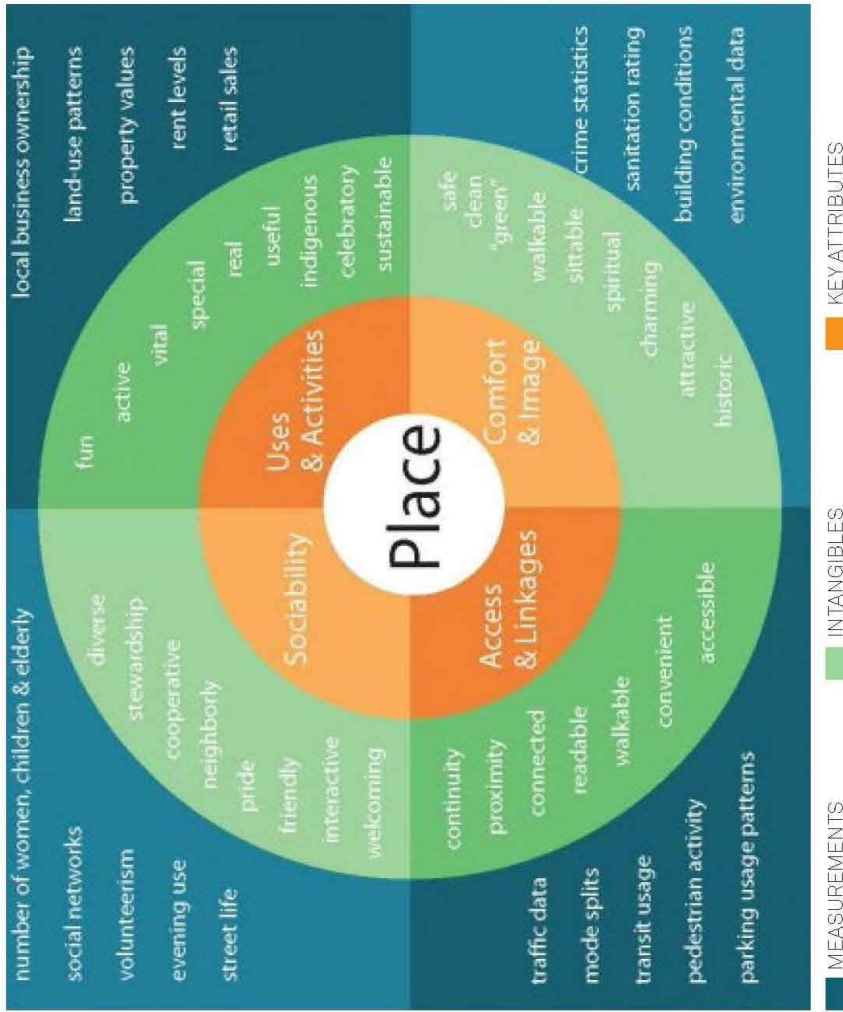 number of women, children & elderly
social networks
volunteerism
evening use
street life
diverse
stewardship
cooperative
neighborly
pride
friendly
interactive
welcoming
Sociability
local business ownership
land-use patterns
property values
rent levels
retail sales
fun
active
vital
special
real
useful
indigenous
celebratory
sustainable
Uses
& Activities
Place
Access
& Linkages
continuity
proximity
connected
readable
walkable
convenient
accessible
traffic data
mode splits
transit usage
pedestrian activity
parking usage patterns
Comfort
& Image
safe
clean
"green"
walkable
sittable
spiritual
charming
attractive
historic
crime statistics
sanitation rating
building conditions
environmental data
MEASUREMENTS
INTANGIBLES
KEY ATTRIBUTES